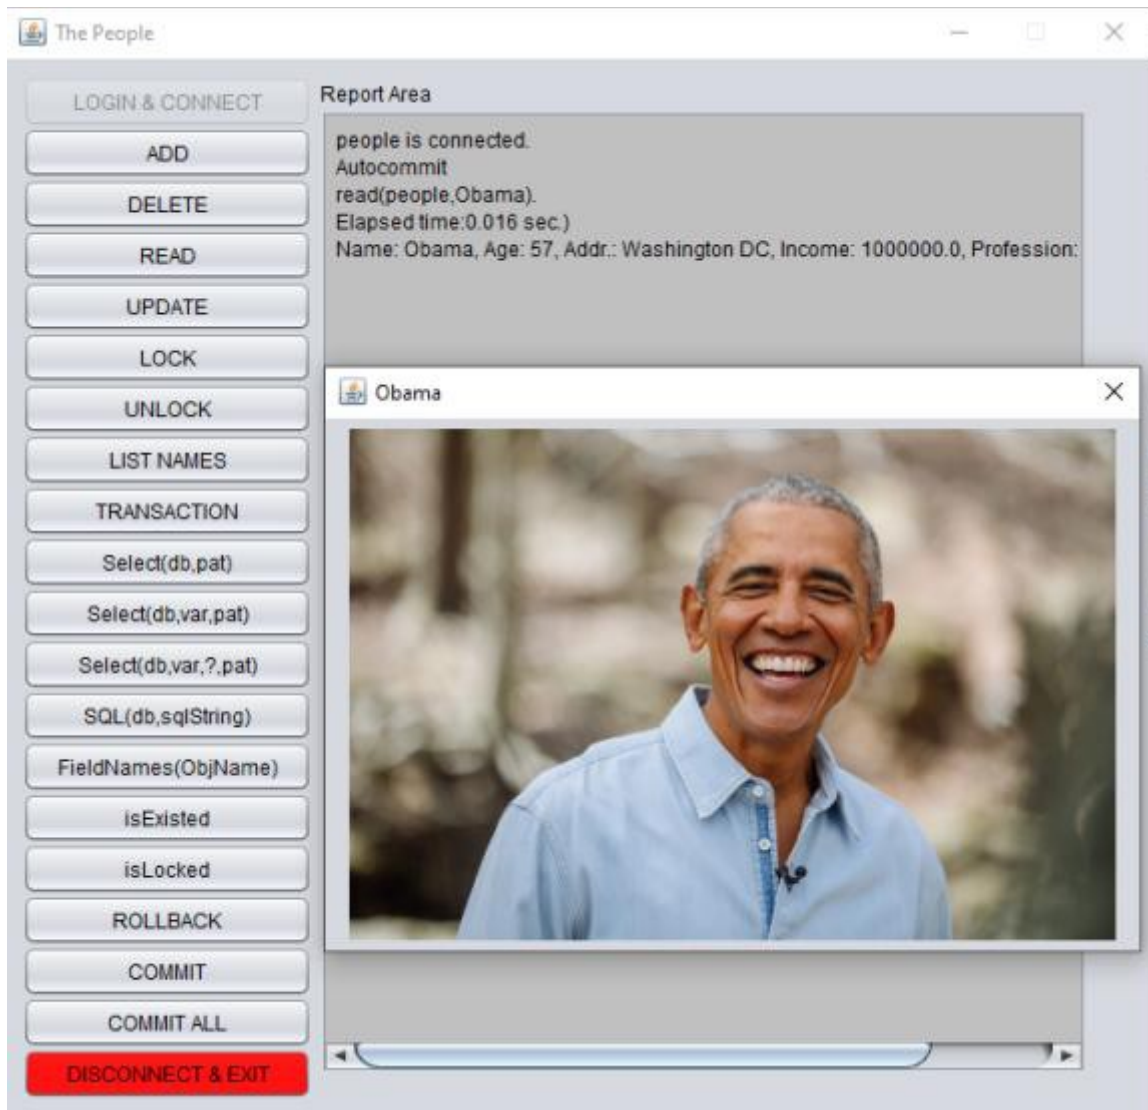 The People
LOGIN & CONNECT
ADD
DELETE
READ
UPDATE
LOCK
UNLOCK
LIST NAMES
TRANSACTION
Select(db,pat)
Select(db,var,pat)
Select(db,var,?,pat)
SQL(db,sqlString)
FieldNames(ObjName)
isExisted
isLocked
ROLLBACK
COMMIT
COMMIT ALL
DISCONNECT & EXIT
Report Area
people is connected.
Autocommit
read(people,Obama).
Elapsed time:0.016 sec.)
Name: Obama, Age: 57, Addr.: Washington DC, Income: 1000000.0, Profession:
Obama